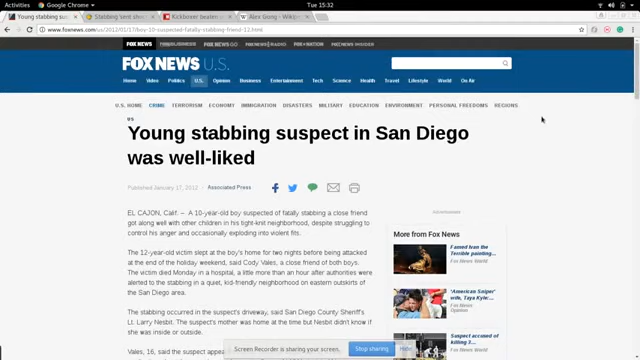 Google Chrome
Tue 15:32
Young stabbing suspect
Stabbing 'sent sho
Kickboxer beaten
Alex Gong - Wikip
www.foxnews.com/us/2012/01/17/boy-10-suspected-fatally-stabbing-friend-12.html
FOX NEWS
FOX BUSINESS
FOX NEWS GO
FOX NEWS RADIO
FOX NATION
FOX NEWS INSIDER
FOX NEWS U.S.
Home Video Politics U.S. Opinion Business Entertainment Tech Science Health Travel Lifestyle World On Air
U.S. HOME CRIME TERRORISM ECONOMY IMMIGRATION DISASTERS MILITARY EDUCATION ENVIRONMENT PERSONAL FREEDOMS REGIONS
US
Young stabbing suspect in San Diego
was well-liked
Published January 17, 2012
Associated Press
EL CAJON, Calif. – A 10-year-old boy suspected of fatally stabbing a close friend
got along well with other children in his tight-knit neighborhood, despite struggling to
control his anger and occasionally exploding into violent fits.
The 12-year-old victim slept at the boy's home for two nights before being attacked
at the end of the holiday weekend, said Cody Vales, a close friend of both boys.
The victim died Monday in a hospital, a little more than an hour after authorities were
alerted to the stabbing in a quiet, kid-friendly neighborhood on eastern outskirts of
the San Diego area.
The stabbing occurred in the suspect's driveway, said San Diego County Sheriff's
Lt. Larry Nesbit. The suspect's mother was home at the time but Nesbit didn't know if
she was inside or outside.
Vales, 16, said the suspect appea
Advertisement
More from Fox News
Famed Ivan the
Terrible painting...
Fox News World
'American Sniper'
wife, Taya Kyle:...
Suspect accused of
killing 3...
Fox News World
Screen Recorder is sharing your screen.
Stop sharing
Hide